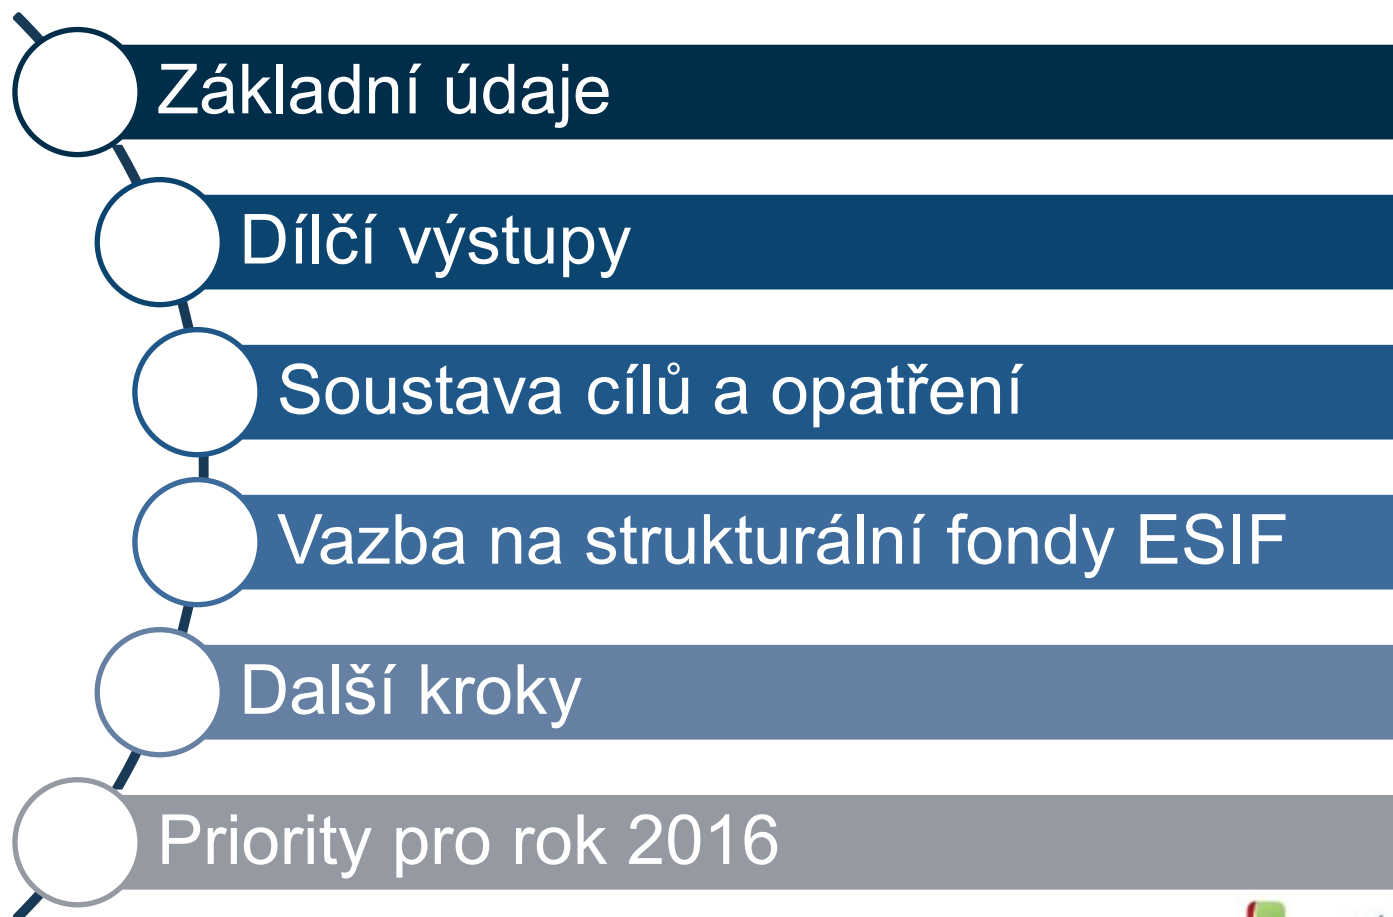 Základní údaje
Dílčí výstupy
Soustava cílů a opatření
Vazba na strukturální fondy ESIF
Další kroky
Priority pro rok 2016